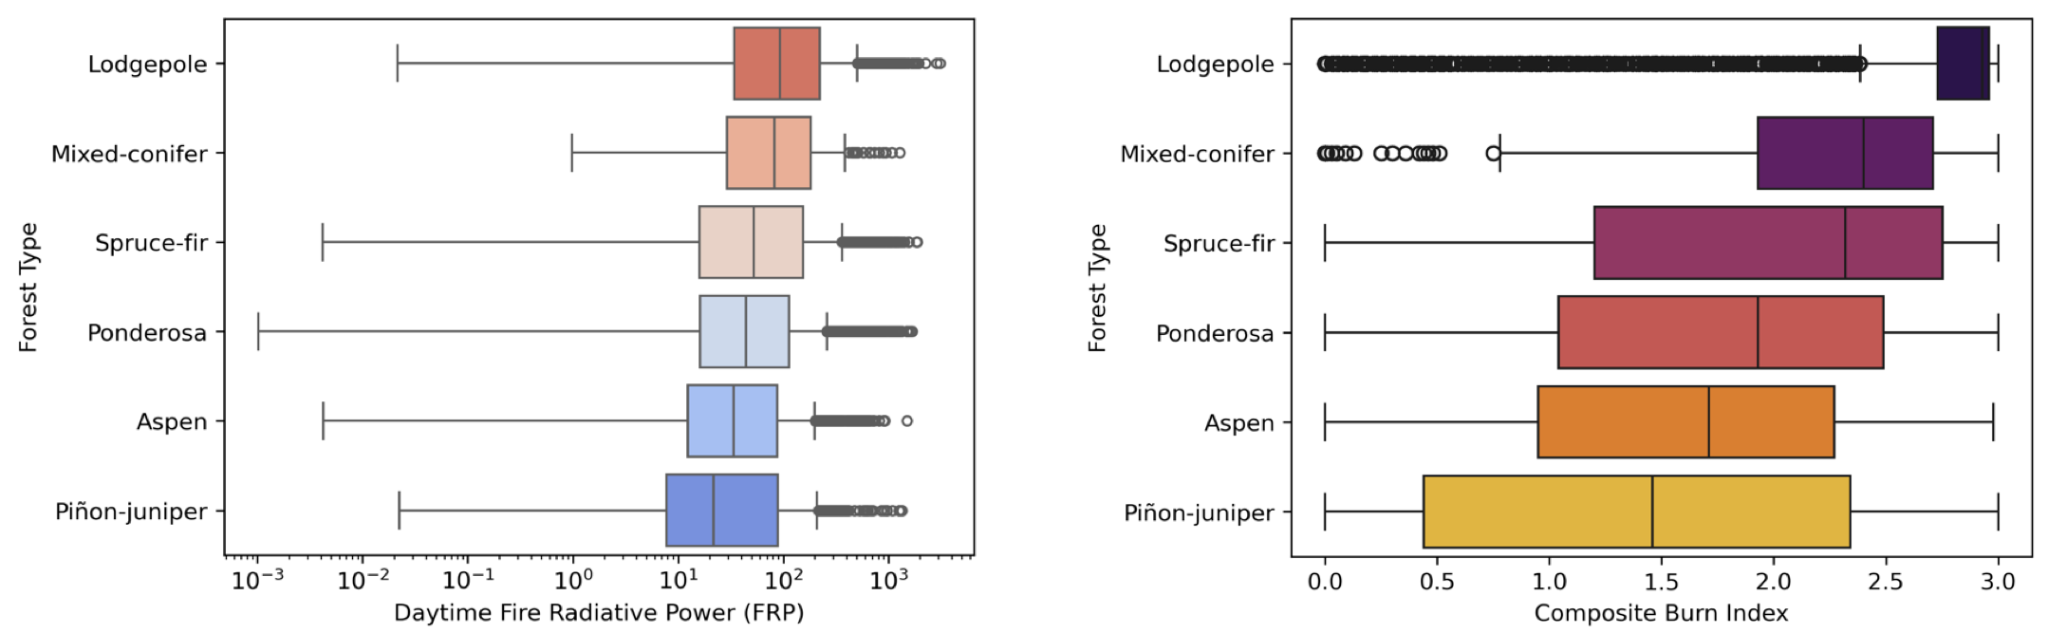 Lodgepole
Mixed-conifer
Spruce-fir
Ponderosa
Aspen
Piñon-juniper
Forest Type
10⁻³ 10⁻² 10⁻¹ 10⁰ 10¹ 10² 10³
Daytime Fire Radiative Power (FRP)
Lodgepole
Mixed-conifer
Spruce-fir
Ponderosa
Aspen
Piñon-juniper
Forest Type
0.0 0.5 1.0 1.5 2.0 2.5 3.0
Composite Burn Index